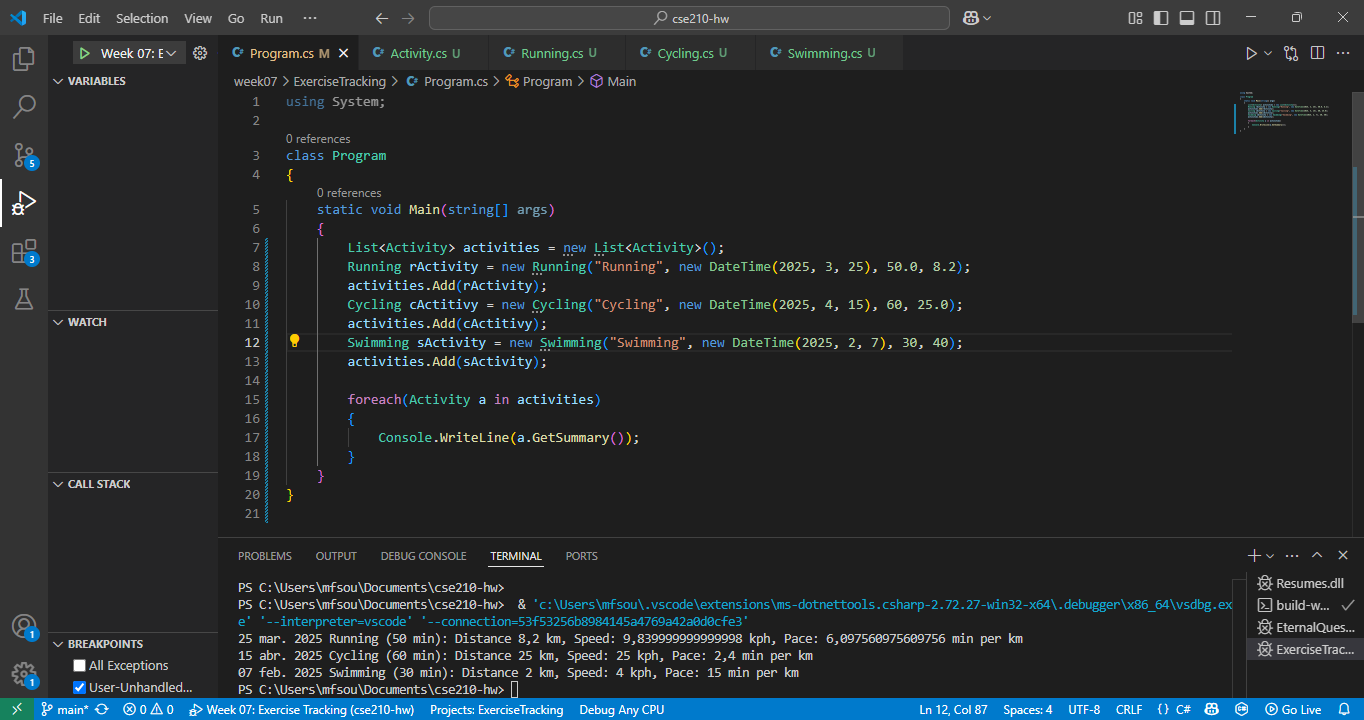 File Edit Selection View Go Run ··· cse210-hw
Week 07: E
Program.cs M Activity.cs U Running.cs U Cycling.cs U Swimming.cs U
week07 > ExerciseTracking > Program.cs > Program > Main
VARIABLES
WATCH
CALL STACK
BREAKPOINTS
All Exceptions
User-Unhandled...
5
3
1
1
1 using System;
2
0 references
3 class Program
4 {
0 references
5 static void Main(string[] args)
6 {
7 List<Activity> activities = new List<Activity>();
8 Running rActivity = new Running("Running", new DateTime(2025, 3, 25), 50.0, 8.2);
9 activities.Add(rActivity);
10 Cycling cActitivy = new Cycling("Cycling", new DateTime(2025, 4, 15), 60, 25.0);
11 activities.Add(cActitivy);
12 Swimming sActivity = new Swimming("Swimming", new DateTime(2025, 2, 7), 30, 40);
13 activities.Add(sActivity);
14
15 foreach(Activity a in activities)
16 {
17 Console.WriteLine(a.GetSummary());
18 }
19 }
20 }
21
PROBLEMS OUTPUT DEBUG CONSOLE TERMINAL PORTS
PS C:\Users\mfsou\Documents\cse210-hw>
PS C:\Users\mfsou\Documents\cse210-hw> & 'c:\Users\mfsou\.vscode\extensions\ms-dotnettools.csharp-2.72.27-win32-x64\.debugger\x86_64\vsdbg.ex
e' '--interpreter=vscode' '--connection=53f53256b8984145a4769a42a0d0cfe3'
25 mar. 2025 Running (50 min): Distance 8,2 km, Speed: 9,839999999999998 kph, Pace: 6,097560975609756 min per km
15 abr. 2025 Cycling (60 min): Distance 25 km, Speed: 25 kph, Pace: 2,4 min per km
07 feb. 2025 Swimming (30 min): Distance 2 km, Speed: 4 kph, Pace: 15 min per km
PS C:\Users\mfsou\Documents\cse210-hw>
Resumes.dll
build-w...
EternalQues...
ExerciseTrac...
main* 0 0 Week 07: Exercise Tracking (cse210-hw) Projects: ExerciseTracking Debug Any CPU Ln 12, Col 87 Spaces: 4 UTF-8 CRLF {} C# Go Live